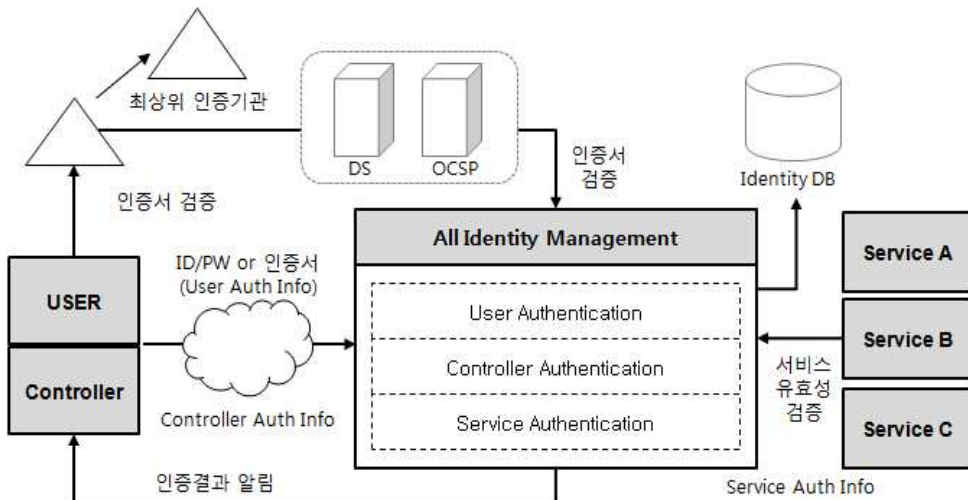 최상위 인증기관
DS
OCSP
인증서
검증
Identity DB
인증서 검증
All Identity Management
USER
Controller
ID/PW or 인증서
(User Auth Info)
Controller Auth Info
User Authentication
Controller Authentication
Service Authentication
Service A
Service B
Service C
서비스
유효성
검증
인증결과 알림
Service Auth Info